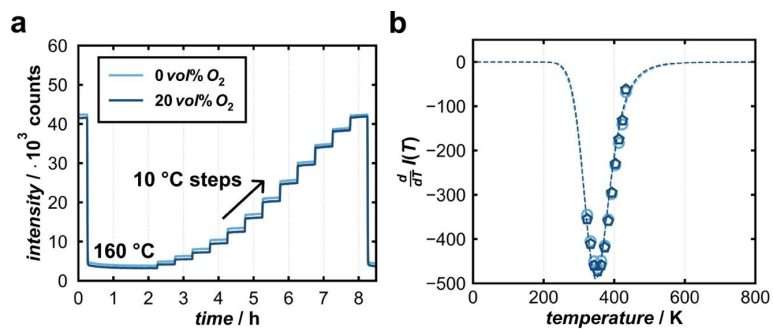 a
60
50
40
30
20
10
0
intensity / ·10³ counts
0 vol% O₂
20 vol% O₂
10 °C steps
160 °C
0 1 2 3 4 5 6 7 8
time / h
b
0
−100
−200
−300
−400
−500
d/dT I(T)
0 200 400 600 800
temperature / K